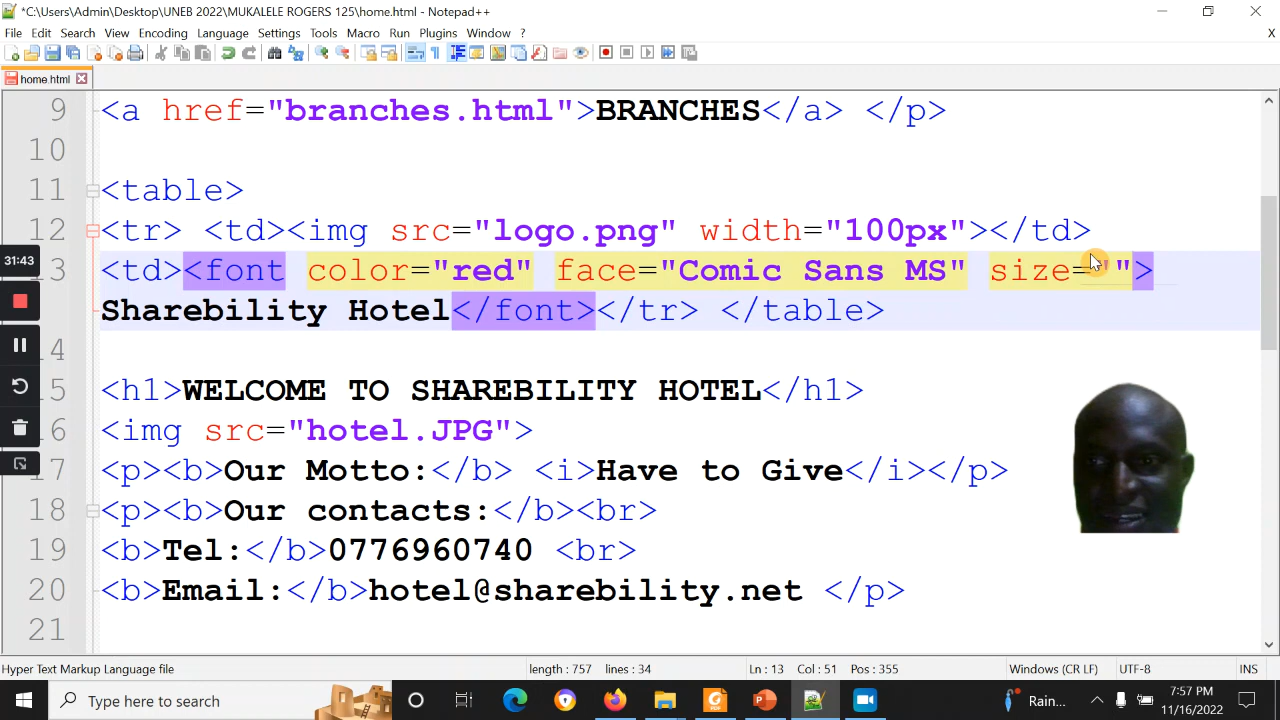 *C:\Users\Admin\Desktop\UNEB 2022\MUKALELE ROGERS 125\home.html - Notepad++
File Edit Search View Encoding Language Settings Tools Macro Run Plugins Window ? X
home.html
9 <a href="branches.html">BRANCHES</a> </p>
10
11 <table>
12 <tr> <td><img src="logo.png" width="100px"></td>
31:43
13 <td><font color="red" face="Comic Sans MS" size="">
Sharebility Hotel</font></tr> </table>
14
15 <h1>WELCOME TO SHAREBILITY HOTEL</h1>
16 <img src="hotel.JPG">
17 <p><b>Our Motto:</b> <i>Have to Give</i></p>
18 <p><b>Our contacts:</b><br>
19 <b>Tel:</b>0776960740 <br>
20 <b>Email:</b>hotel@sharebility.net </p>
21
Hyper Text Markup Language file length : 757 lines : 34 Ln : 13 Col : 51 Pos : 355 Windows (CR LF) UTF-8 INS
Type here to search Rain... 7:57 PM
11/16/2022